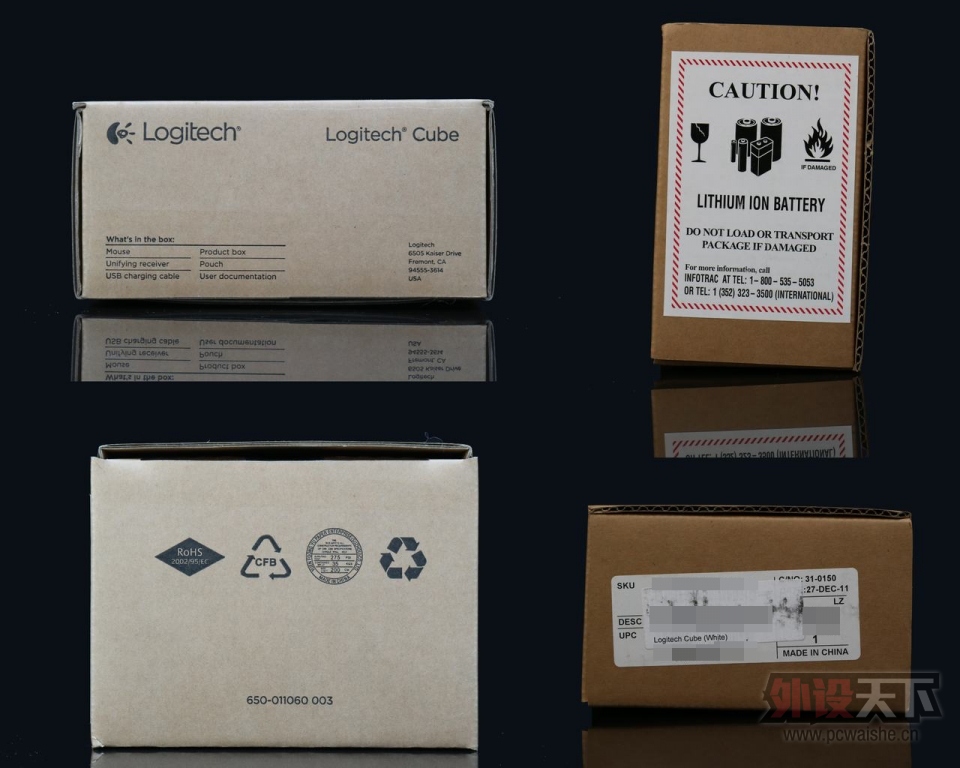 Logitech®
Logitech® Cube
What's in the box:
Mouse
Product box
Unifying receiver
Pouch
USB charging cable
User documentation
Logitech
6505 Kaiser Drive
Fremont, CA
94555-3614
USA
CAUTION!
IF DAMAGED
LITHIUM ION BATTERY
DO NOT LOAD OR TRANSPORT
PACKAGE IF DAMAGED
For more information, call
INFOTRAC AT TEL: 1-800-535-5053
OR TEL: 1 (352) 323-3500 (INTERNATIONAL)
RoHS
2002/95/EC
CFB
MADE IN CHINA
650-011060 003
SKU
31-0150
:27-DEC-11
LZ
DESC
UPC
Logitech Cube (White)
1
MADE IN CHINA
外设天下
www.pcwaishe.cn